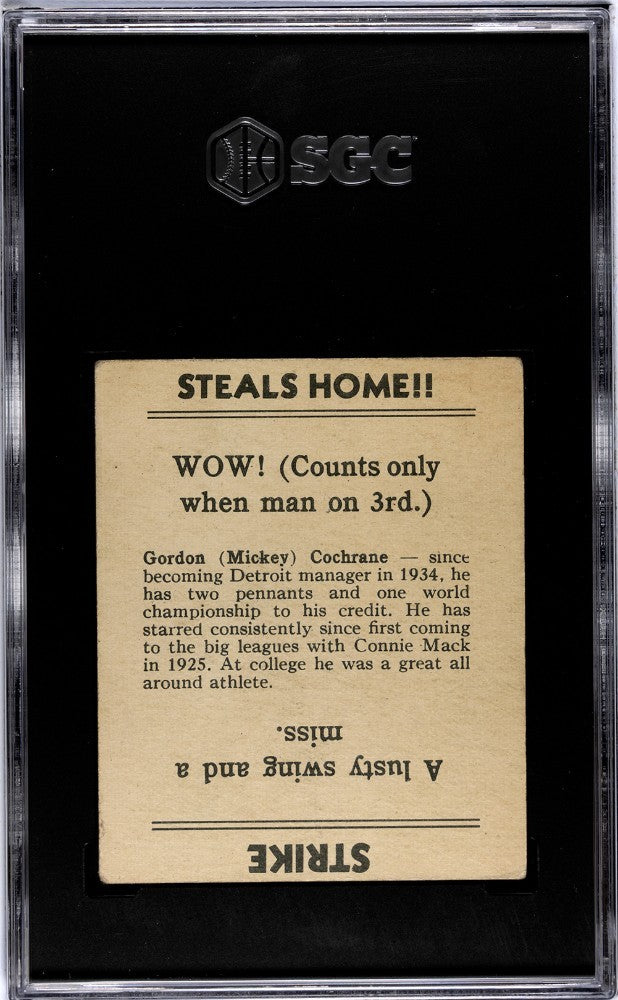 SGC
STEALS HOME!!
WOW! (Counts only
when man on 3rd.)
Gordon (Mickey) Cochrane — since
becoming Detroit manager in 1934, he
has two pennants and one world
championship to his credit. He has
starred consistently since first coming
to the big leagues with Connie Mack
in 1925. At college he was a great all
around athlete.
A lusty swing and a
miss.
STRIKE